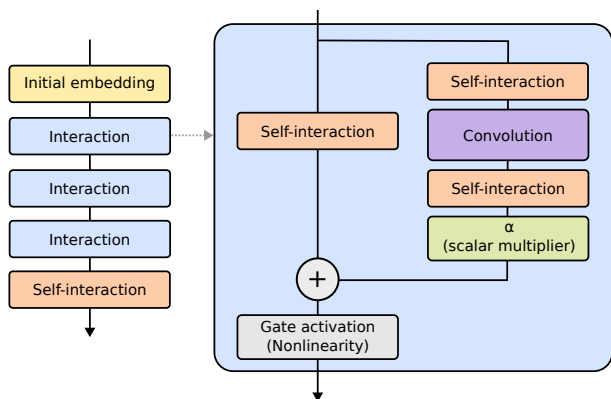 Initial embedding
Interaction
Interaction
Interaction
Self-interaction
Self-interaction
Self-interaction
Convolution
Self-interaction
α
(scalar multiplier)
+
Gate activation
(Nonlinearity)